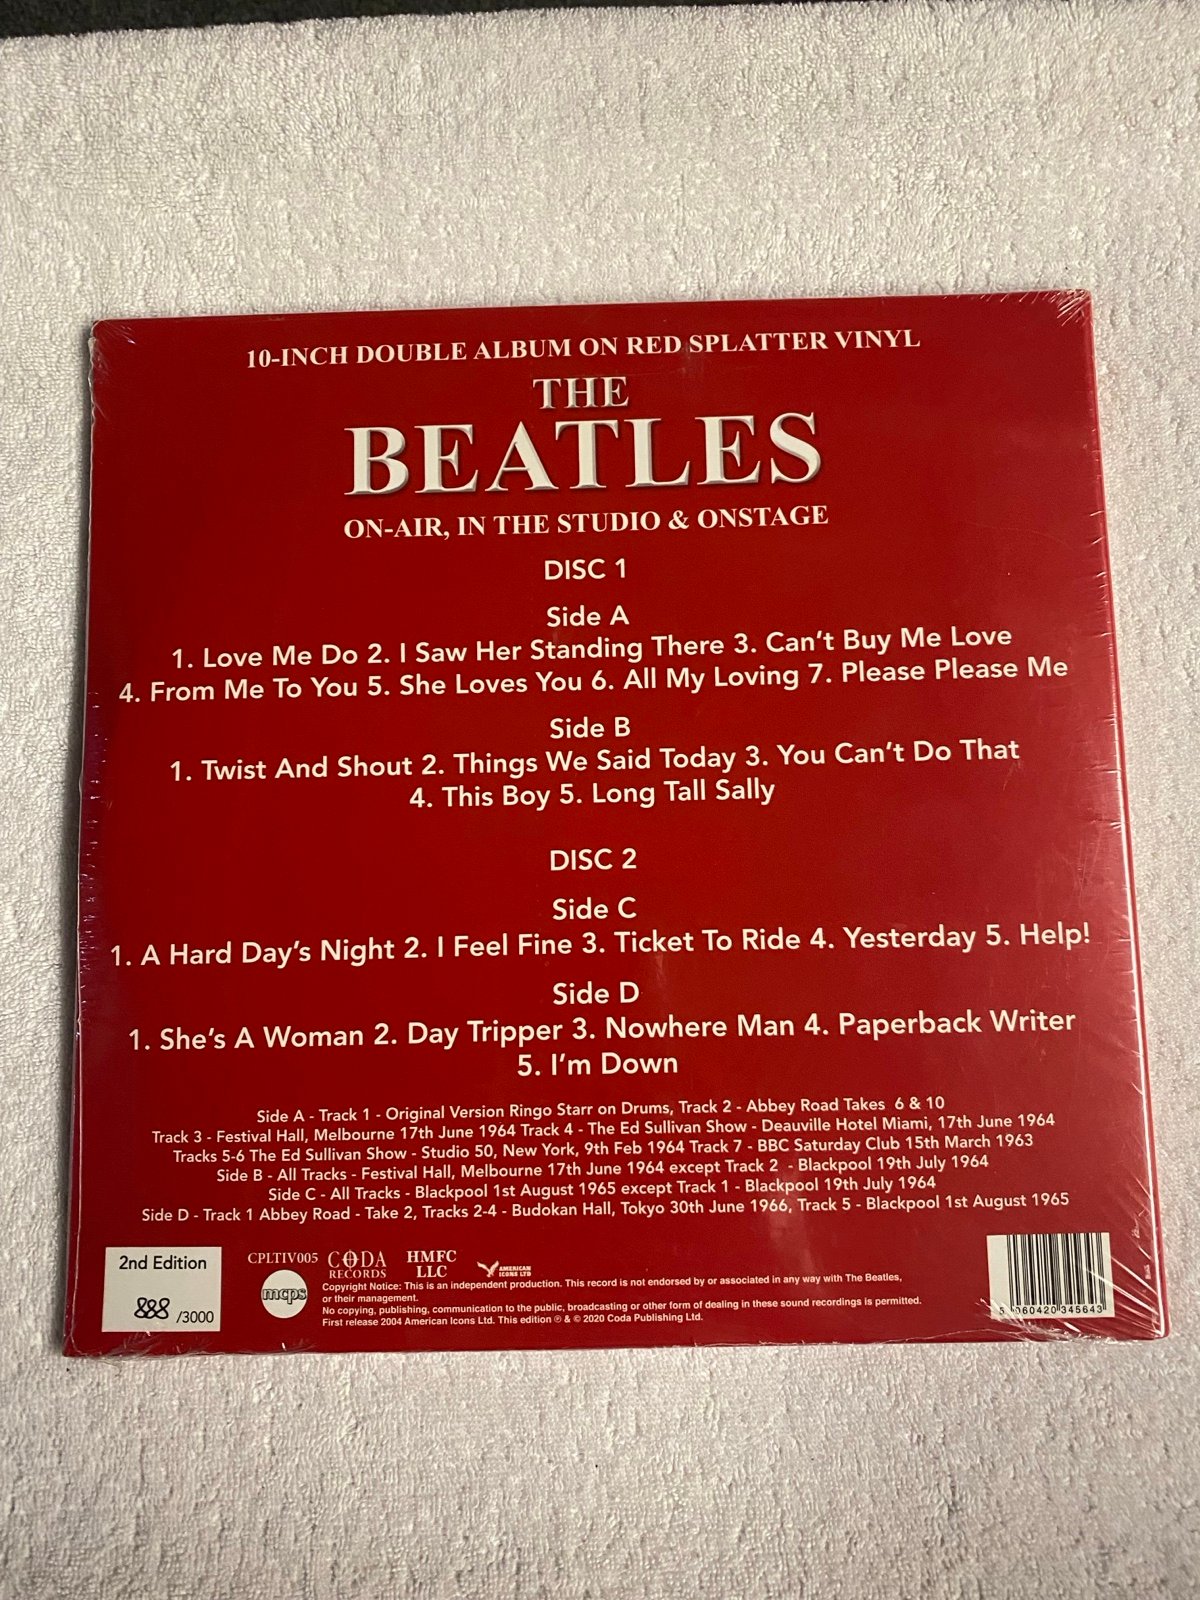 10-INCH DOUBLE ALBUM ON RED SPLATTER VINYL
THE
BEATLES
ON-AIR, IN THE STUDIO & ONSTAGE
DISC 1
Side A
1. Love Me Do 2. I Saw Her Standing There 3. Can't Buy Me Love
4. From Me To You 5. She Loves You 6. All My Loving 7. Please Please Me
Side B
1. Twist And Shout 2. Things We Said Today 3. You Can't Do That
4. This Boy 5. Long Tall Sally
DISC 2
Side C
1. A Hard Day's Night 2. I Feel Fine 3. Ticket To Ride 4. Yesterday 5. Help!
Side D
1. She's A Woman 2. Day Tripper 3. Nowhere Man 4. Paperback Writer
5. I'm Down
Side A - Track 1 - Original Version Ringo Starr on Drums, Track 2 - Abbey Road Takes 6 & 10
Track 3 - Festival Hall, Melbourne 17th June 1964 Track 4 - The Ed Sullivan Show - Deauville Hotel Miami, 17th June 1964
Tracks 5-6 The Ed Sullivan Show - Studio 50, New York, 9th Feb 1964 Track 7 - BBC Saturday Club 15th March 1963
Side B - All Tracks - Festival Hall, Melbourne 17th June 1964 except Track 2 - Blackpool 19th July 1964
Side C - All Tracks - Blackpool 1st August 1965 except Track 1 - Blackpool 19th July 1964
Side D - Track 1 Abbey Road - Take 2, Tracks 2-4 - Budokan Hall, Tokyo 30th June 1966, Track 5 - Blackpool 1st August 1965
2nd Edition
888 /3000
CPLTIV005
mcps
CODA
RECORDS
HMFC
LLC
AMERICAN
ICONS LTD
Copyright Notice: This is an independent production. This record is not endorsed by or associated in any way with The Beatles,
or their management.
No copying, publishing, communication to the public, broadcasting or other form of dealing in these sound recordings is permitted.
First release 2004 American Icons Ltd. This edition ℗ & © 2020 Coda Publishing Ltd.
5 060420 345643